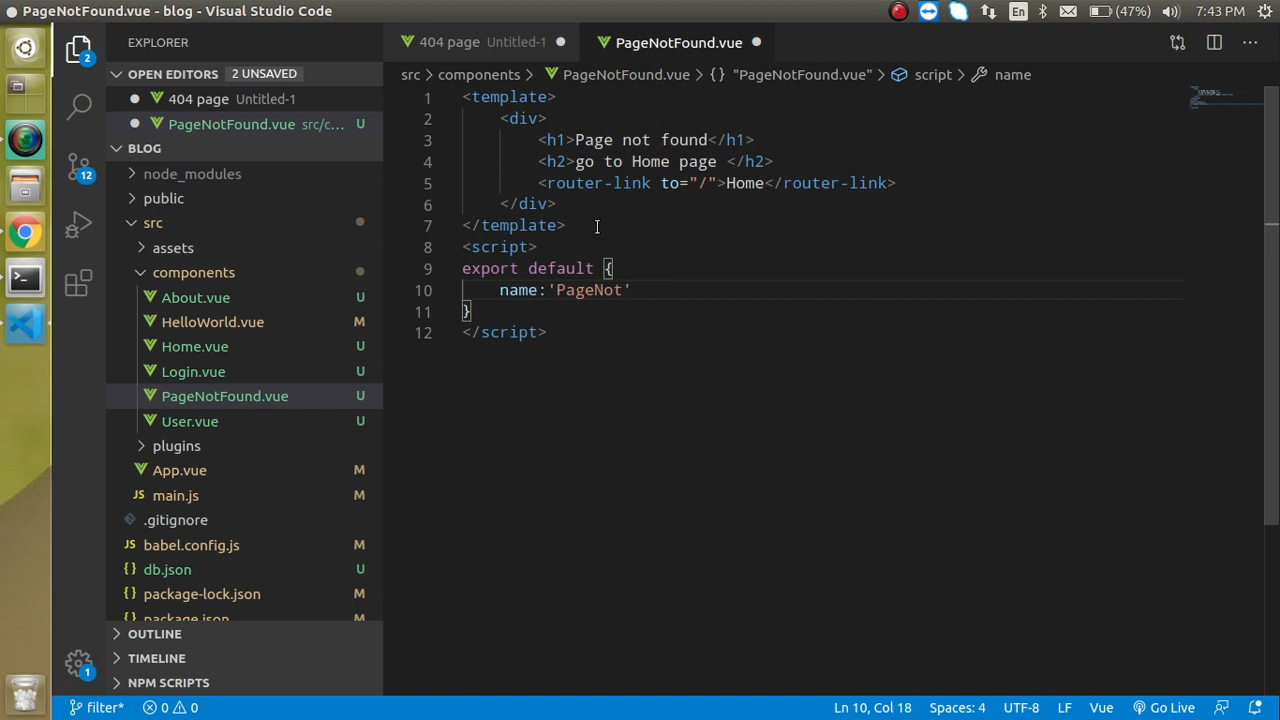 PageNotFound.vue - blog - Visual Studio Code
En
(47%)
7:43 PM
EXPLORER
OPEN EDITORS 2 UNSAVED
404 page Untitled-1
PageNotFound.vue src/c... U
BLOG
node_modules
public
src
assets
components
About.vue U
HelloWorld.vue M
Home.vue U
Login.vue U
PageNotFound.vue U
User.vue U
plugins
App.vue M
JS main.js M
.gitignore
JS babel.config.js M
{} db.json U
{} package-lock.json M
{} package.json M
OUTLINE
TIMELINE
NPM SCRIPTS
2
12
1
404 page Untitled-1
PageNotFound.vue
src > components > PageNotFound.vue > {} "PageNotFound.vue" > script > name
1 <template>
2 <div>
3 <h1>Page not found</h1>
4 <h2>go to Home page </h2>
5 <router-link to="/">Home</router-link>
6 </div>
7 </template>
8 <script>
9 export default {
10 name:'PageNot'
11 }
12 </script>
filter* 0 0
Ln 10, Col 18 Spaces: 4 UTF-8 LF Vue Go Live